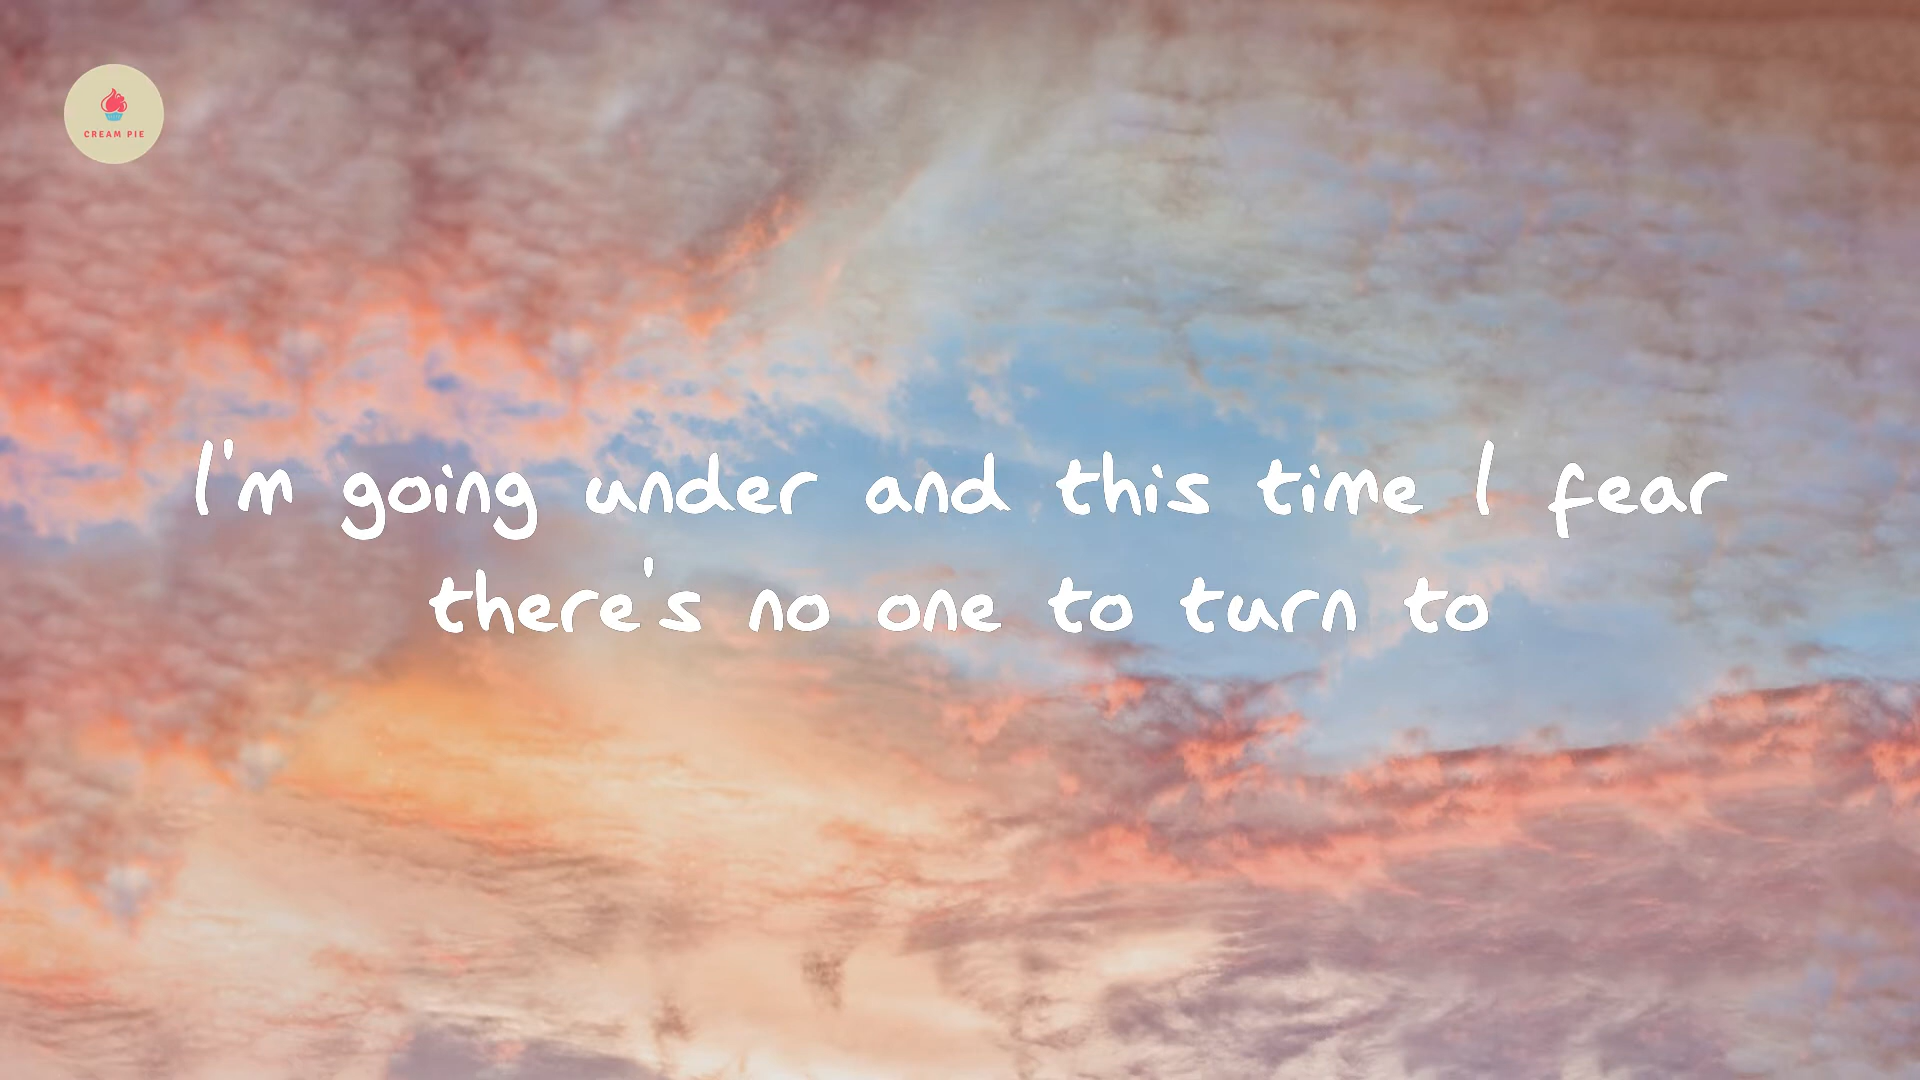 CREAM PIE
I'm going under and this time I fear
there's no one to turn to